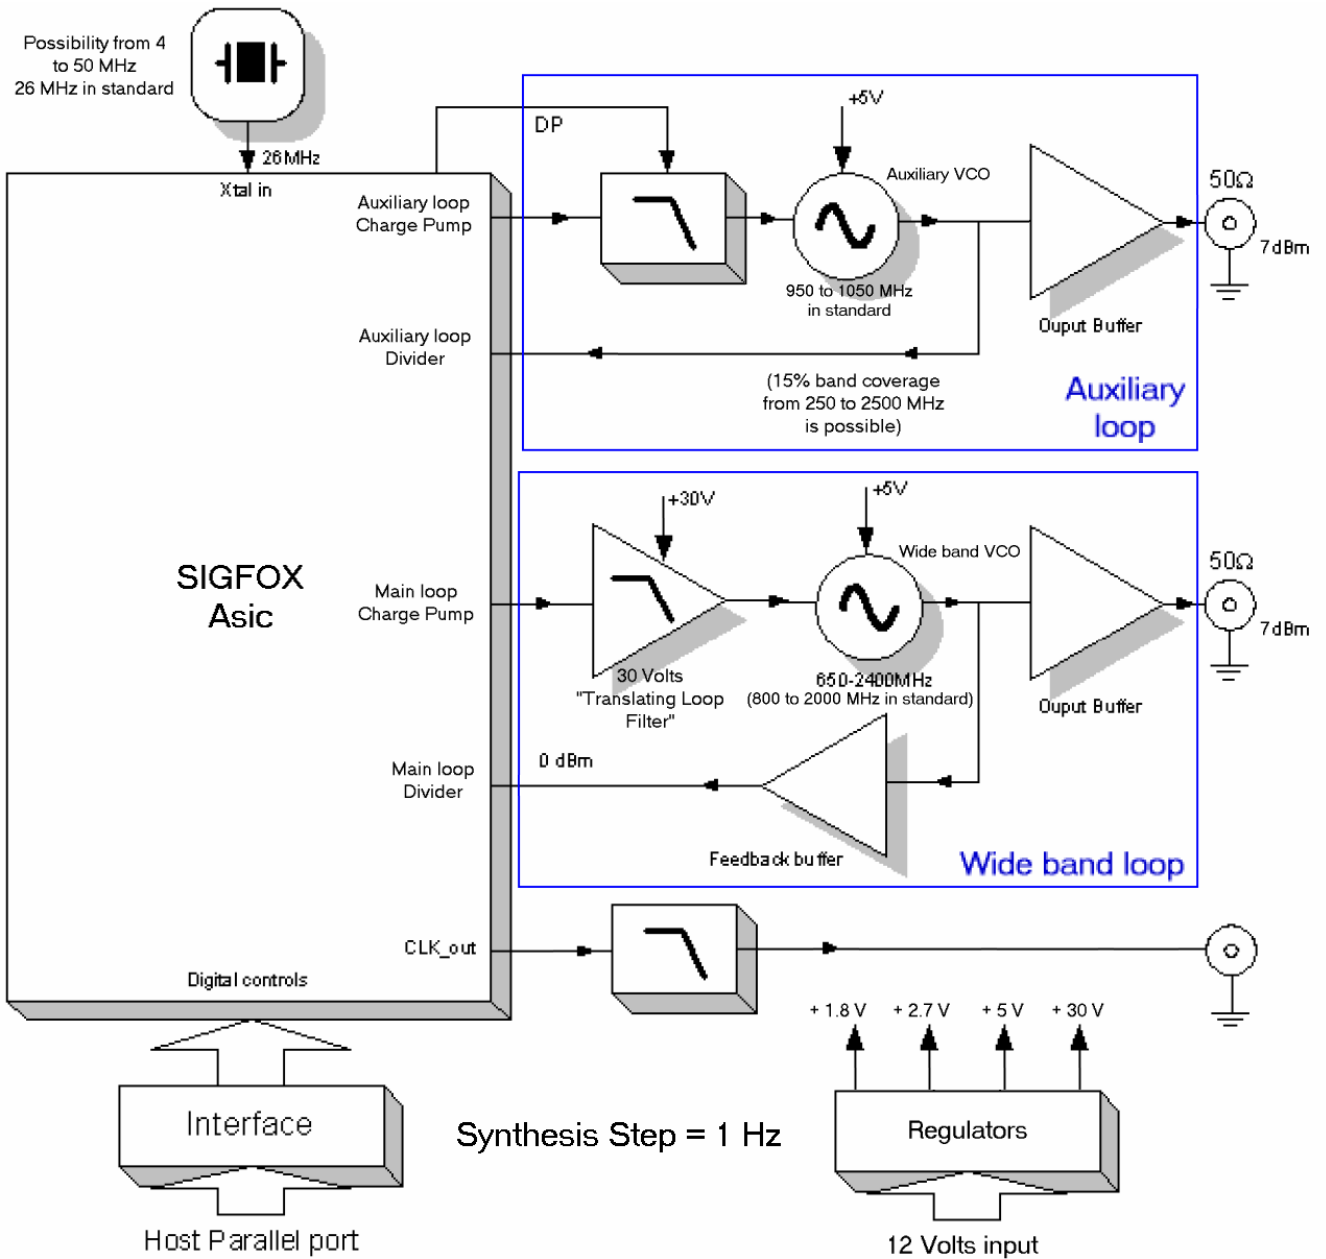 Possibility from 4
to 50 MHz
26 MHz in standard
26MHz
Xtal in
DP
+5V
Auxiliary loop
Charge Pump
Auxiliary VCO
50Ω
7dBm
950 to 1050 MHz
in standard
Ouput Buffer
Auxiliary loop
Divider
(15% band coverage
from 250 to 2500 MHz
is possible)
Auxiliary
loop
+30V
+5V
SIGFOX
Asic
Main loop
Charge Pump
Wide band VCO
50Ω
7dBm
30 Volts
"Translating Loop
Filter"
650-2400MHz
(800 to 2000 MHz in standard)
Ouput Buffer
Main loop
Divider
0 dBm
Feedback buffer
Wide band loop
CLK_out
Digital controls
+ 1.8 V
+ 2.7 V
+ 5 V
+ 30 V
Interface
Synthesis Step = 1 Hz
Regulators
Host Parallel port
12 Volts input